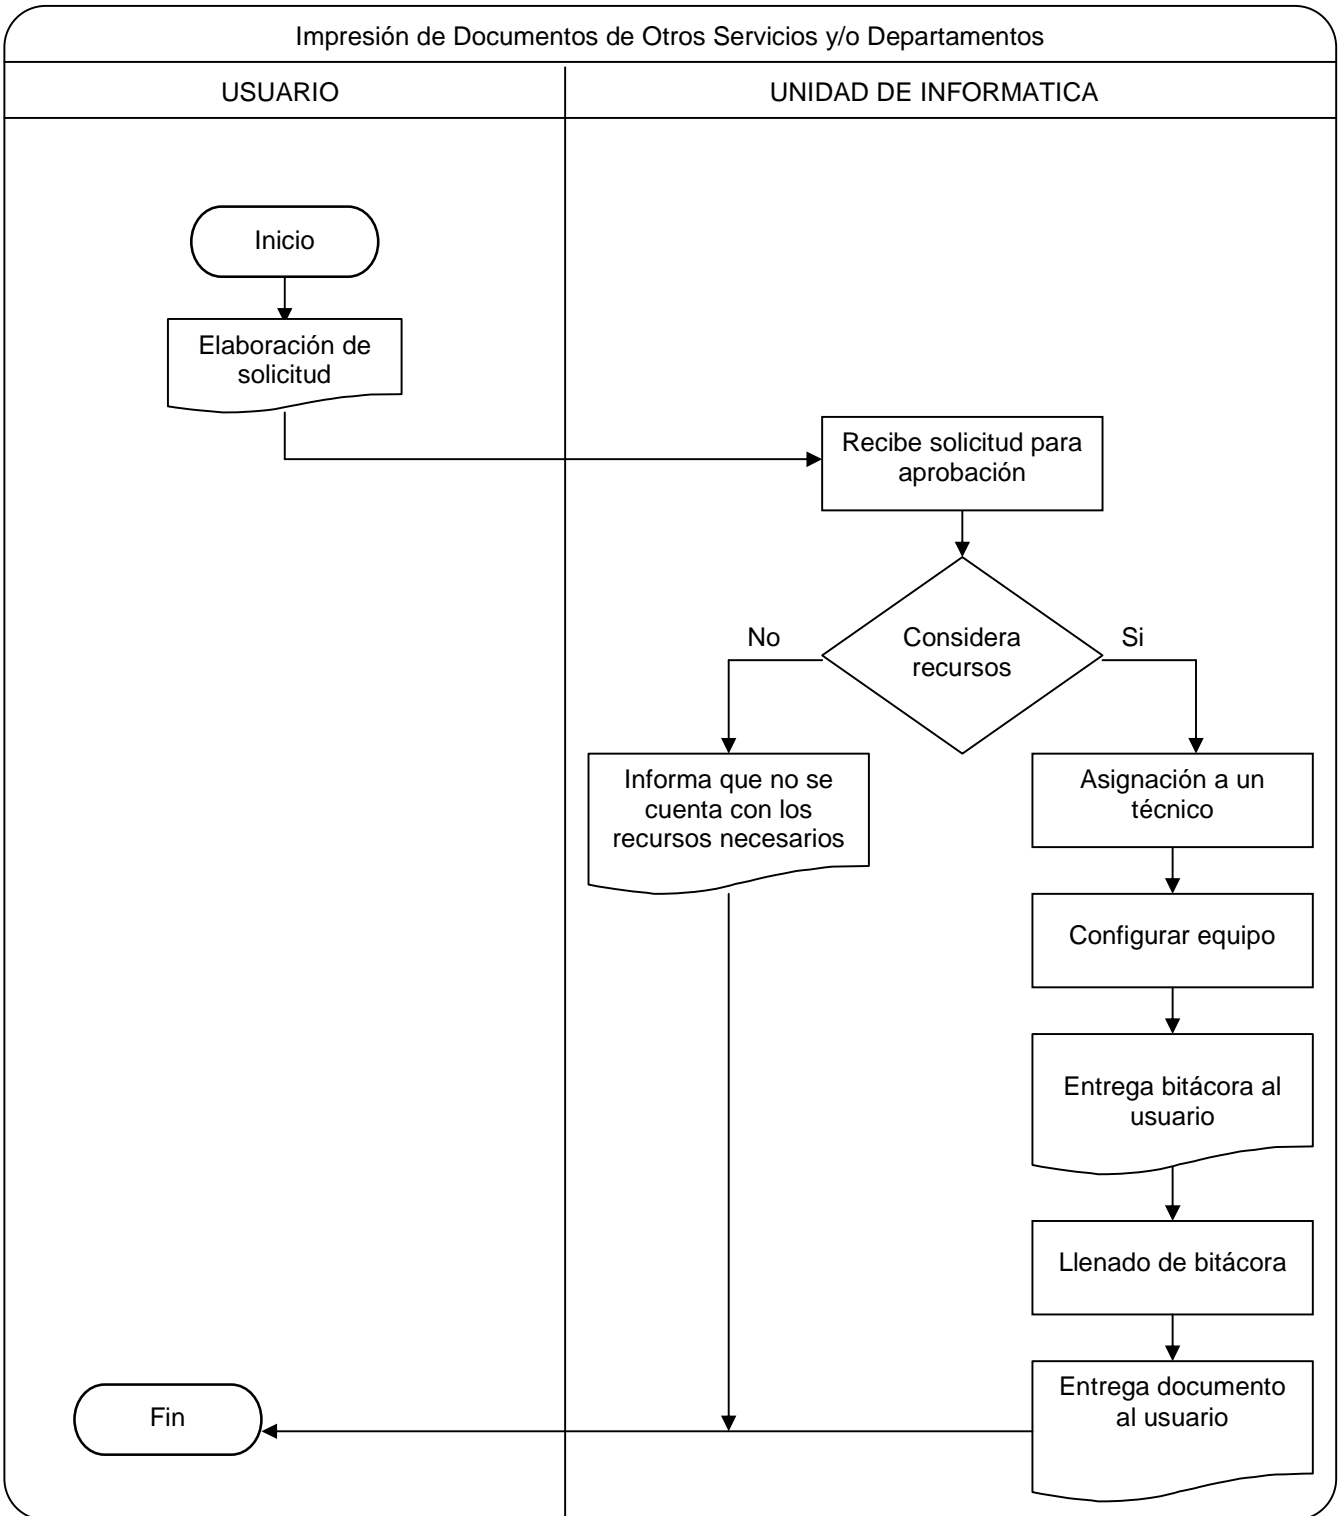 Impresión de Documentos de Otros Servicios y/o Departamentos
USUARIO
UNIDAD DE INFORMATICA
Inicio
Elaboración de
solicitud
Recibe solicitud para
aprobación
Considera
recursos
No
Si
Informa que no se
cuenta con los
recursos necesarios
Asignación a un
técnico
Configurar equipo
Entrega bitácora al
usuario
Llenado de bitácora
Entrega documento
al usuario
Fin